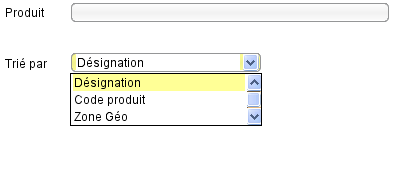 Produit
Trié par
Désignation
Désignation
Code produit
Zone Géo